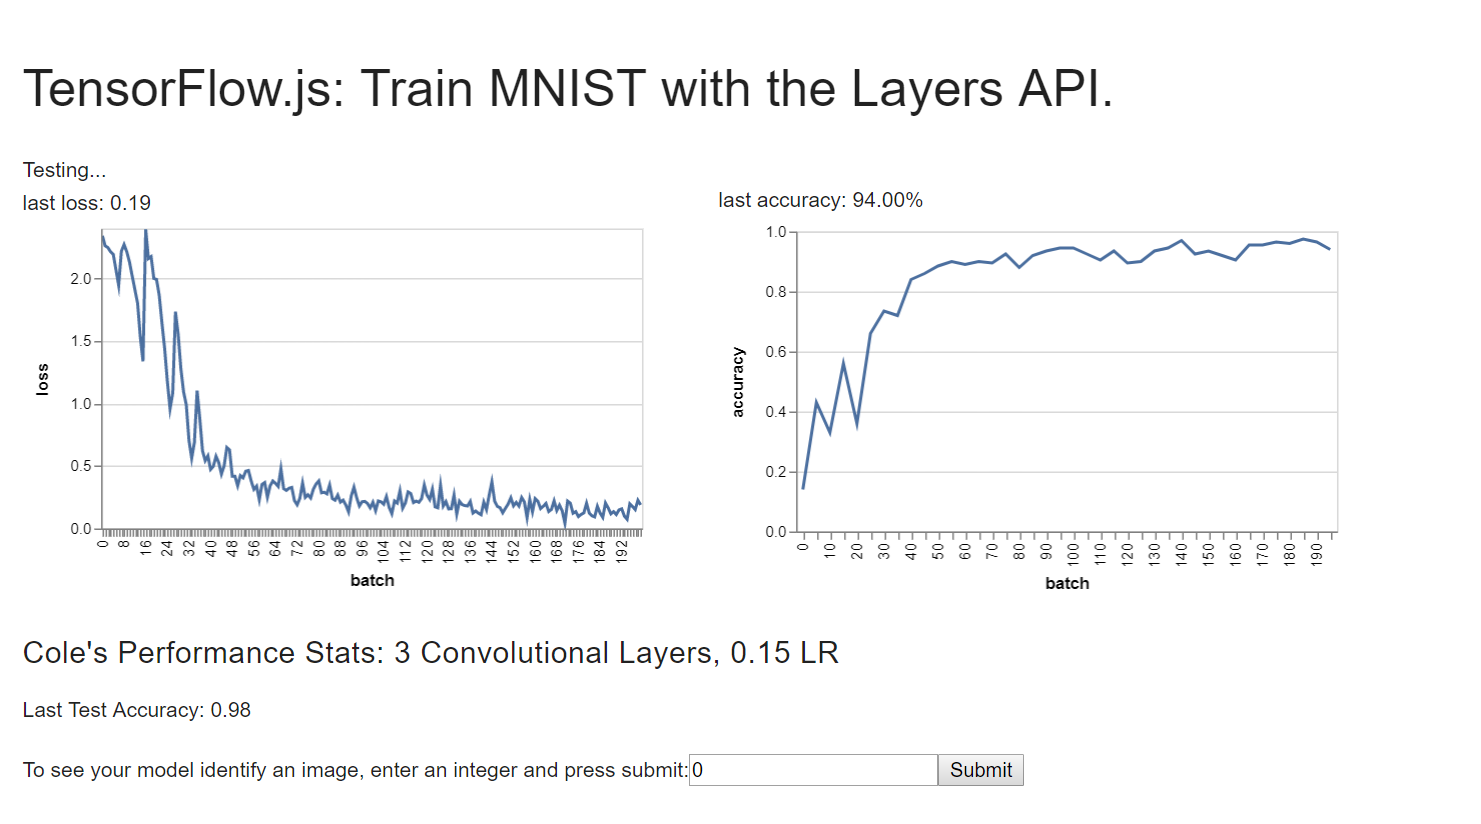 TensorFlow.js: Train MNIST with the Layers API.
Testing...
last loss: 0.19
2.0
1.5
1.0
0.5
0.0
loss
0 8 16 24 32 40 48 56 64 72 80 88 96 104 112 120 128 136 144 152 160 168 176 184 192
batch
last accuracy: 94.00%
1.0
0.8
0.6
0.4
0.2
0.0
accuracy
0 10 20 30 40 50 60 70 80 90 100 110 120 130 140 150 160 170 180 190
batch
Cole's Performance Stats: 3 Convolutional Layers, 0.15 LR
Last Test Accuracy: 0.98
To see your model identify an image, enter an integer and press submit: 0 Submit